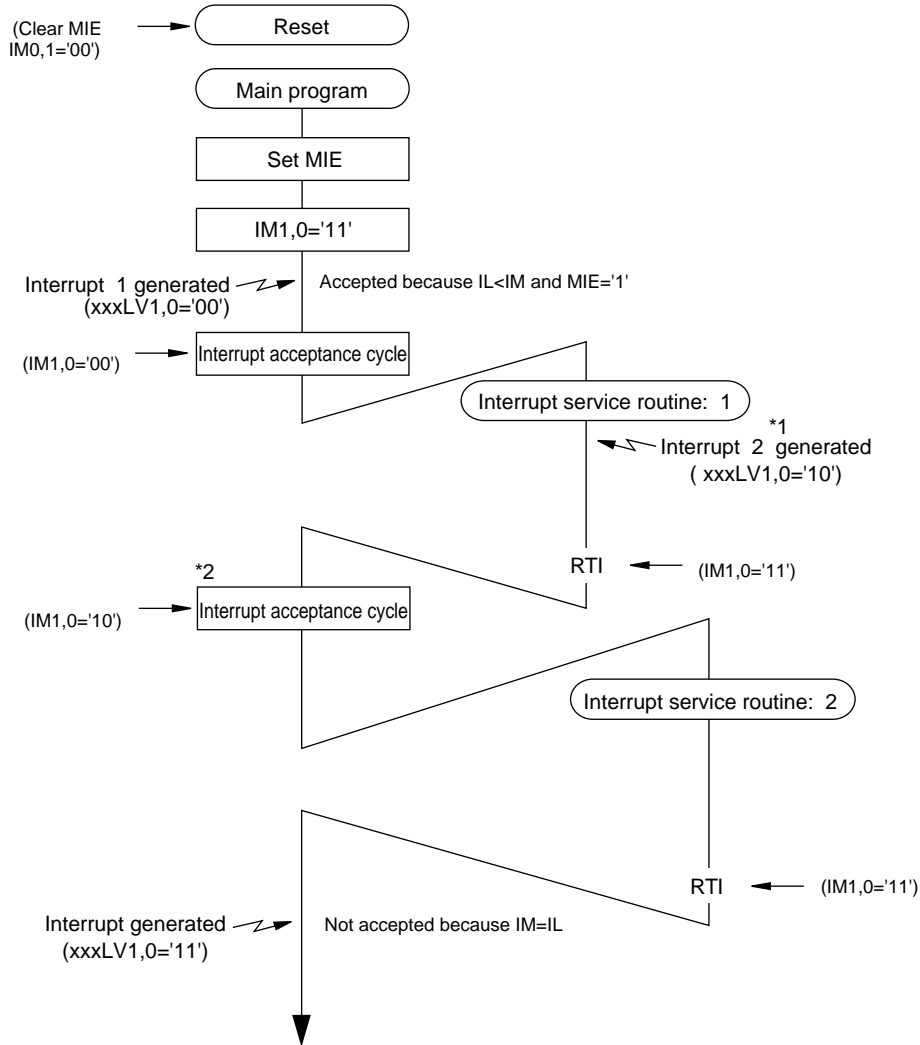 (Clear MIE
IM0,1='00')
Reset
Main program
Set MIE
IM1,0='11'
Interrupt 1 generated
(xxxLV1,0='00')
Accepted because IL<IM and MIE='1'
(IM1,0='00')
Interrupt acceptance cycle
Interrupt service routine: 1
*1
Interrupt 2 generated
( xxxLV1,0='10')
RTI
(IM1,0='11')
*2
(IM1,0='10')
Interrupt acceptance cycle
Interrupt service routine: 2
RTI
(IM1,0='11')
Interrupt generated
(xxxLV1,0='11')
Not accepted because IM=IL